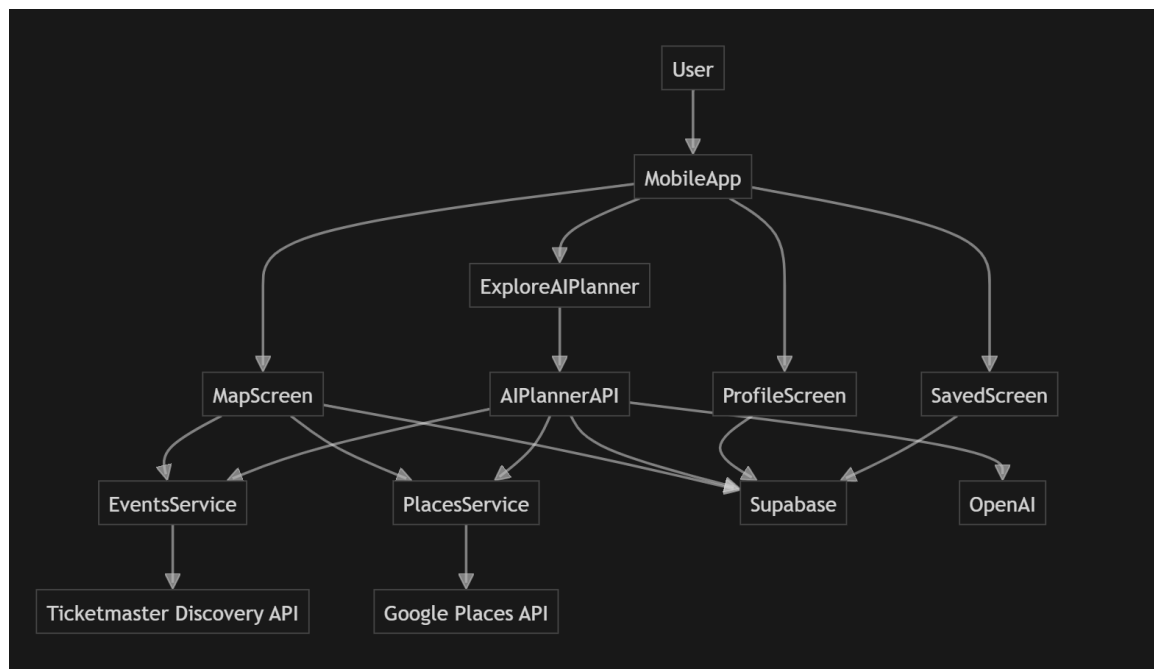 User
MobileApp
ExploreAIPlanner
MapScreen
AIPlannerAPI
ProfileScreen
SavedScreen
EventsService
PlacesService
Supabase
OpenAI
Ticketmaster Discovery API
Google Places API